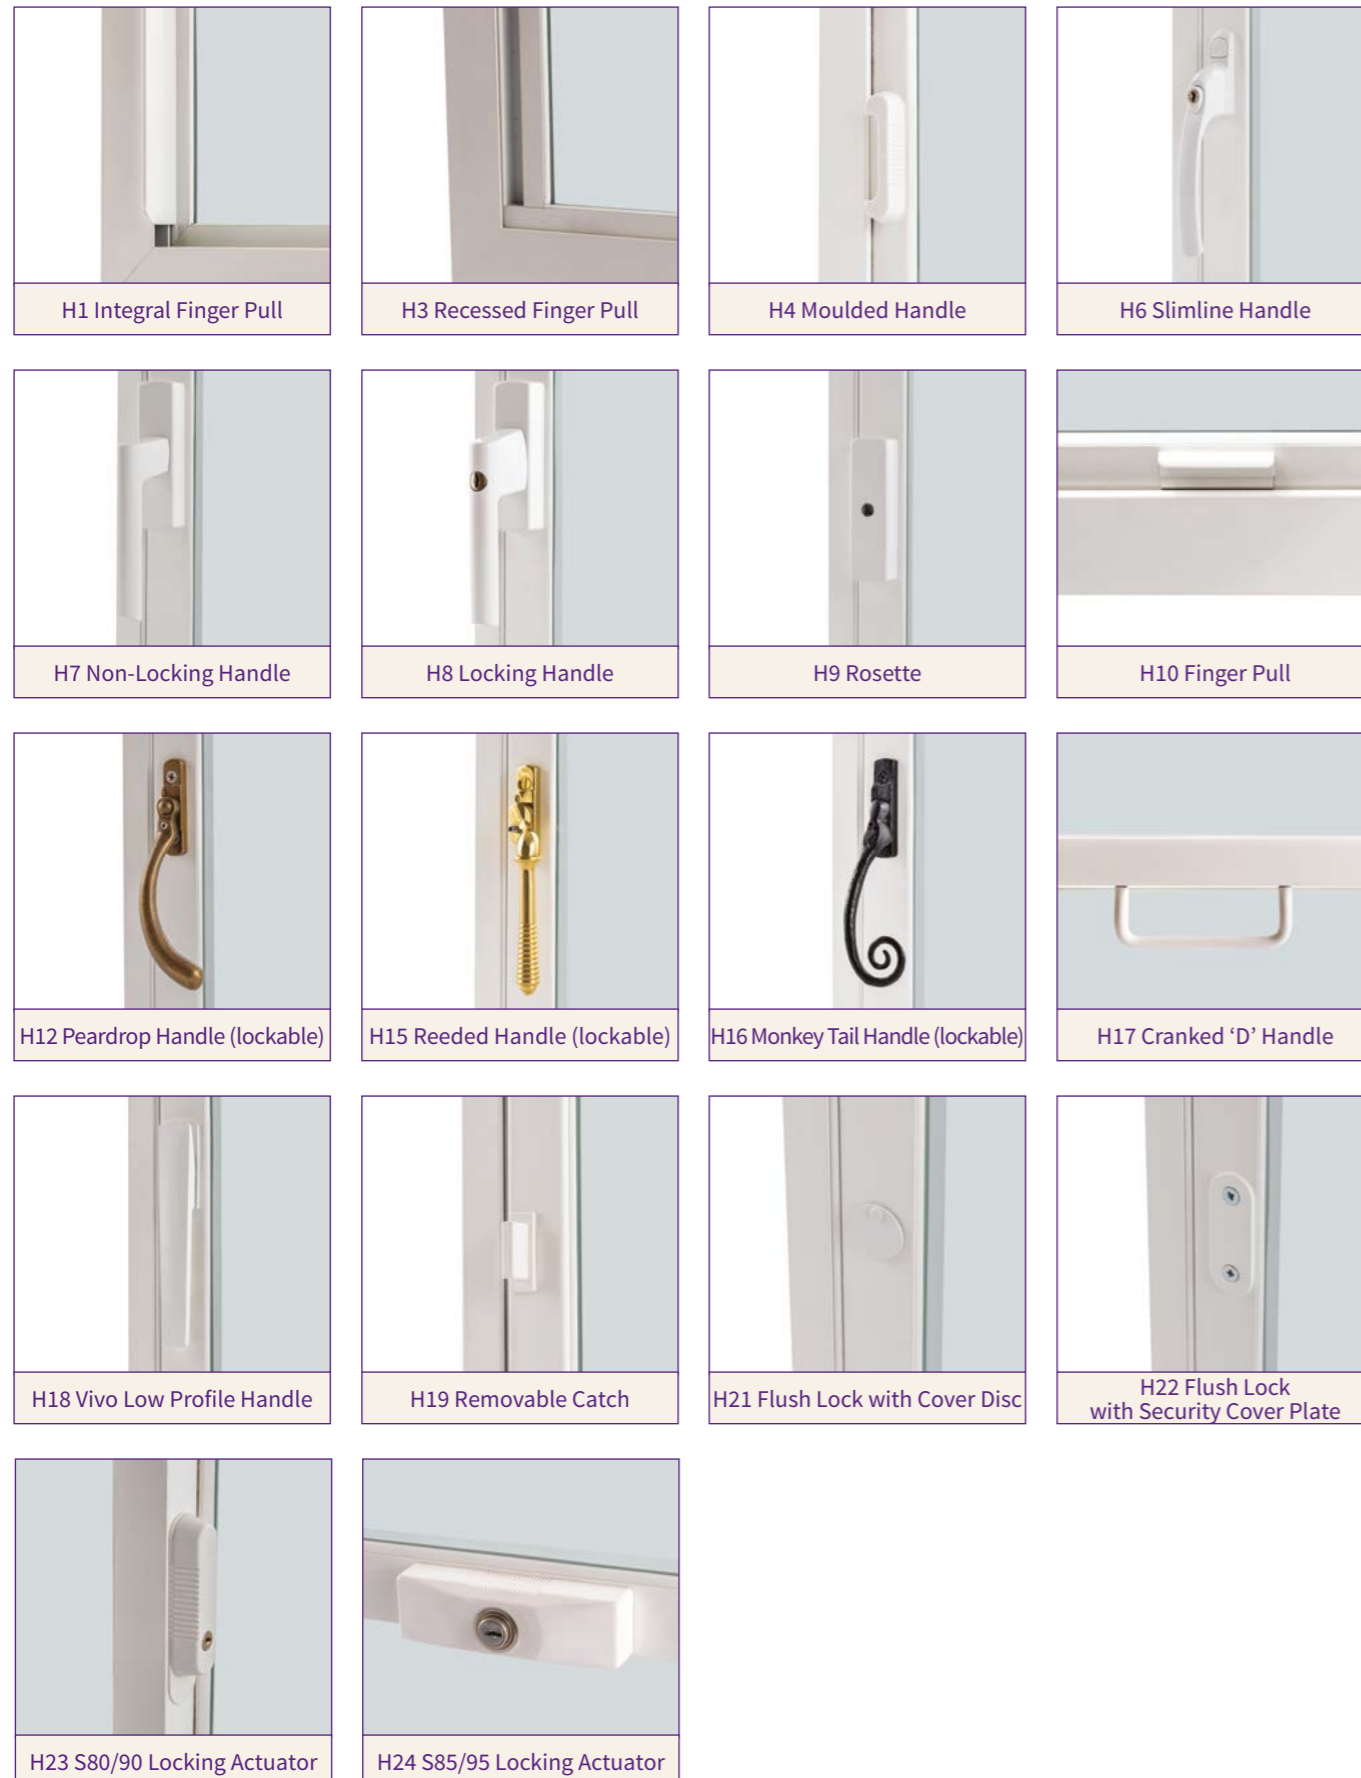 H1 Integral Finger Pull
H3 Recessed Finger Pull
H4 Moulded Handle
H6 Slimline Handle
H7 Non-Locking Handle
H8 Locking Handle
H9 Rosette
H10 Finger Pull
H12 Peardrop Handle (lockable)
H15 Reeded Handle (lockable)
H16 Monkey Tail Handle (lockable)
H17 Cranked ‘D’ Handle
H18 Vivo Low Profile Handle
H19 Removable Catch
H21 Flush Lock with Cover Disc
H22 Flush Lock
with Security Cover Plate
H23 S80/90 Locking Actuator
H24 S85/95 Locking Actuator